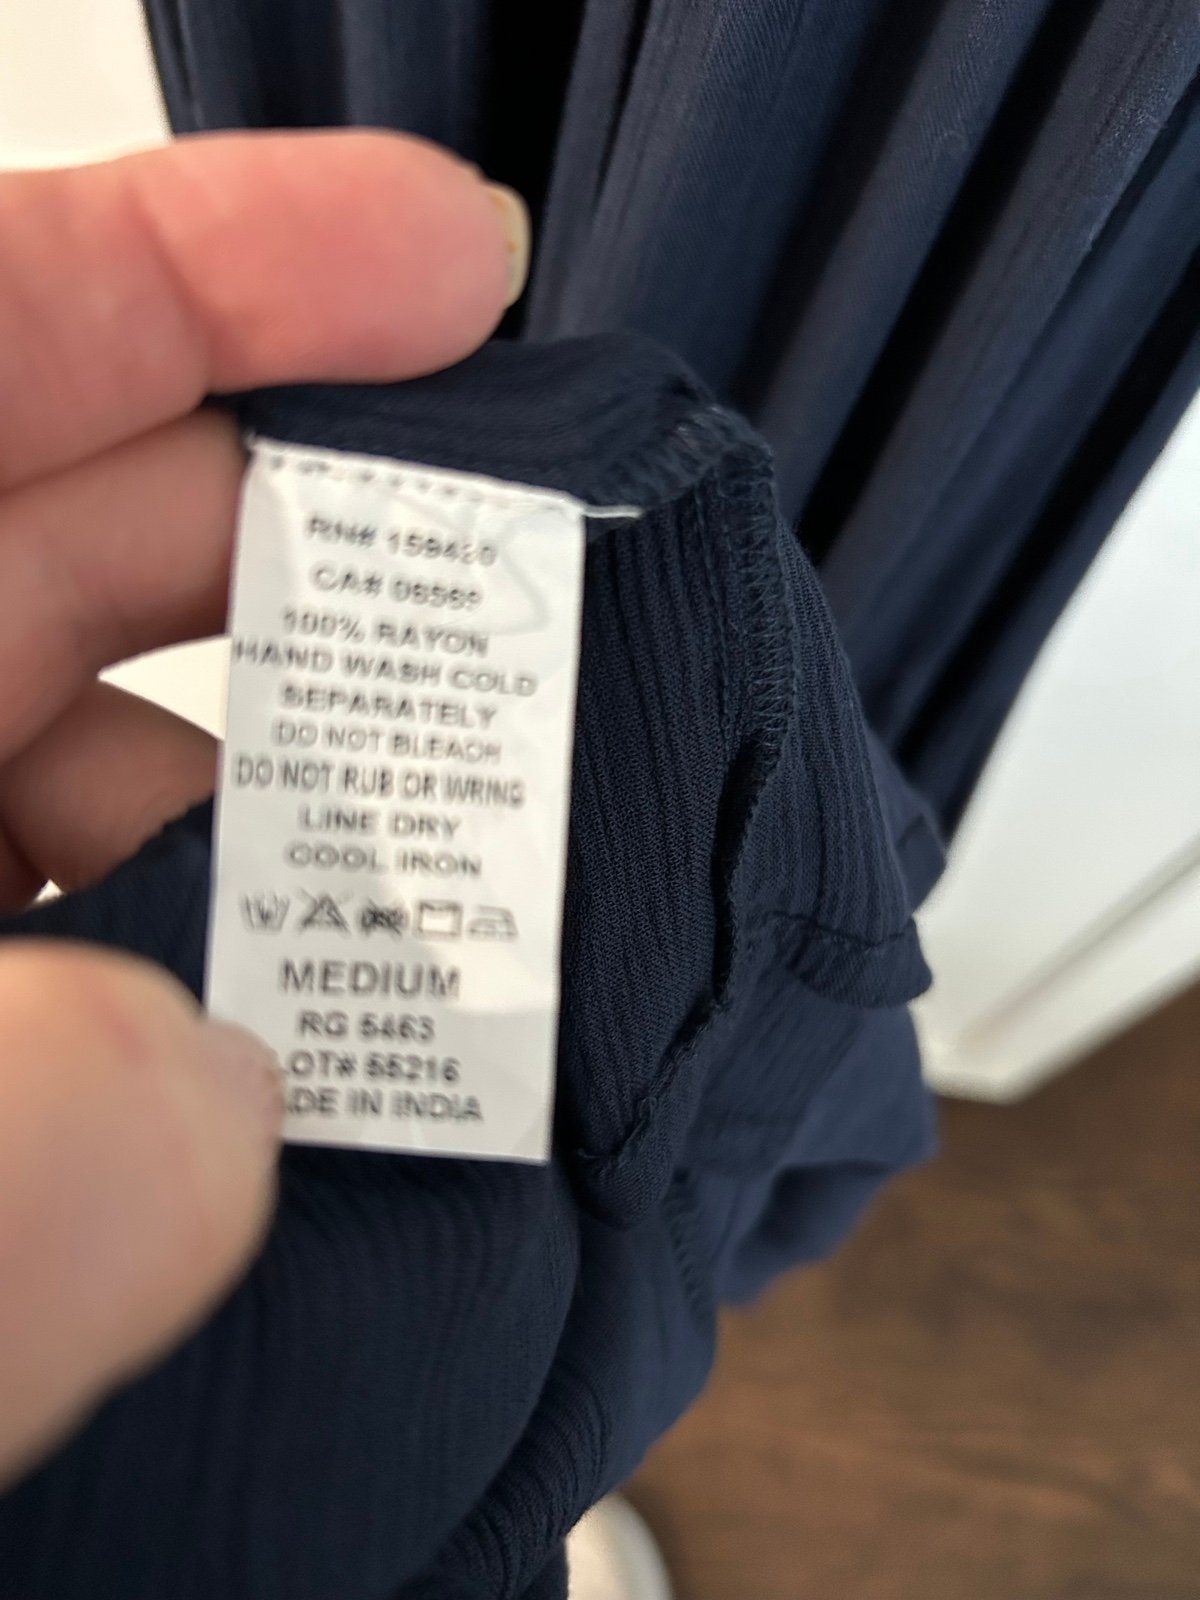 RN# 159420
CA# 06569
100% RAYON
HAND WASH COLD
SEPARATELY
DO NOT BLEACH
DO NOT RUB OR WRING
LINE DRY
COOL IRON
MEDIUM
RG 5463
LOT# 55216
MADE IN INDIA